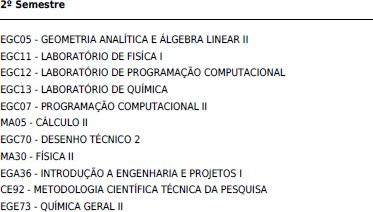 2º Semestre
EGC05 - GEOMETRIA ANALÍTICA E ÁLGEBRA LINEAR II
EGC11 - LABORATÓRIO DE FISÍCA I
EGC12 - LABORATÓRIO DE PROGRAMAÇÃO COMPUTACIONAL
EGC13 - LABORATÓRIO DE QUÍMICA
EGC07 - PROGRAMAÇÃO COMPUTACIONAL II
MA05 - CÁLCULO II
EGC70 - DESENHO TÉCNICO 2
MA30 - FÍSICA II
EGA36 - INTRODUÇÃO A ENGENHARIA E PROJETOS I
CE92 - METODOLOGIA CIENTÍFICA TÉCNICA DA PESQUISA
EGE73 - QUÍMICA GERAL II